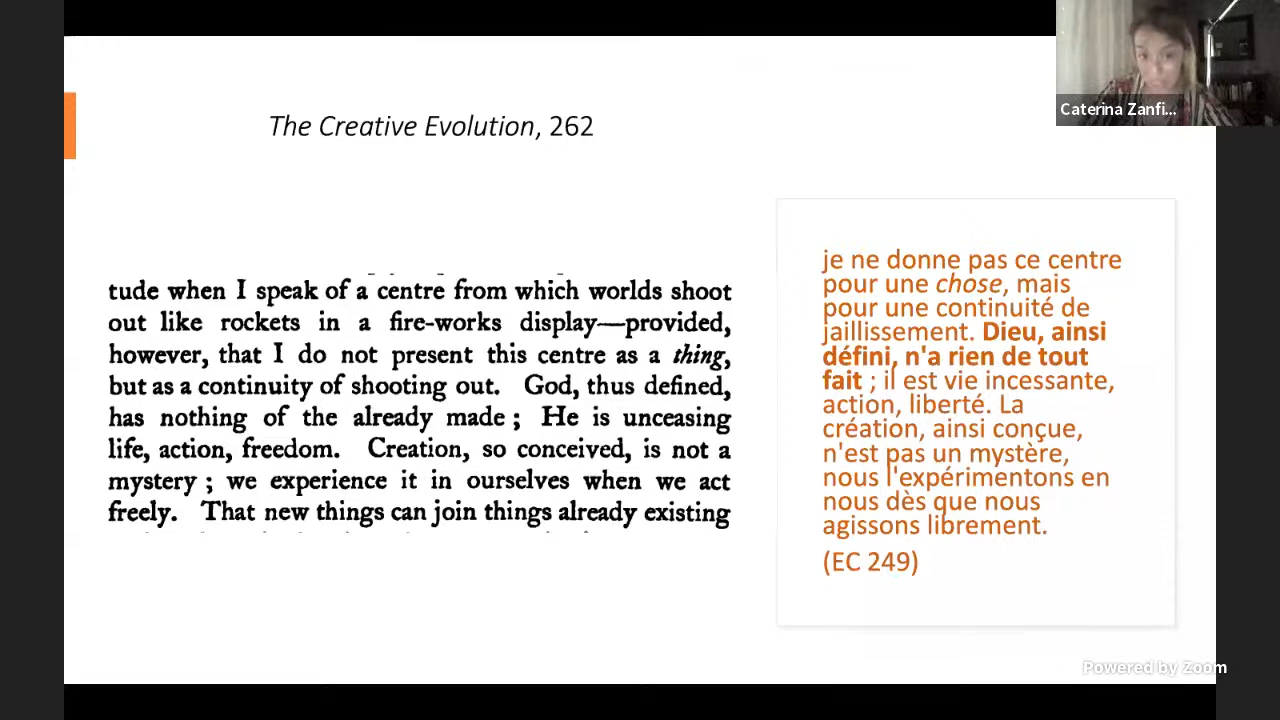 Caterina Zanfi...
The Creative Evolution, 262
tude when I speak of a centre from which worlds shoot
out like rockets in a fire-works display—provided,
however, that I do not present this centre as a thing,
but as a continuity of shooting out. God, thus defined,
has nothing of the already made ; He is unceasing
life, action, freedom. Creation, so conceived, is not a
mystery ; we experience it in ourselves when we act
freely. That new things can join things already existing
je ne donne pas ce centre
pour une chose, mais
pour une continuité de
jaillissement. Dieu, ainsi
défini, n'a rien de tout
fait ; il est vie incessante,
action, liberté. La
création, ainsi conçue,
n'est pas un mystère,
nous l'expérimentons en
nous dès que nous
agissons librement.
(EC 249)
Powered by Zoom